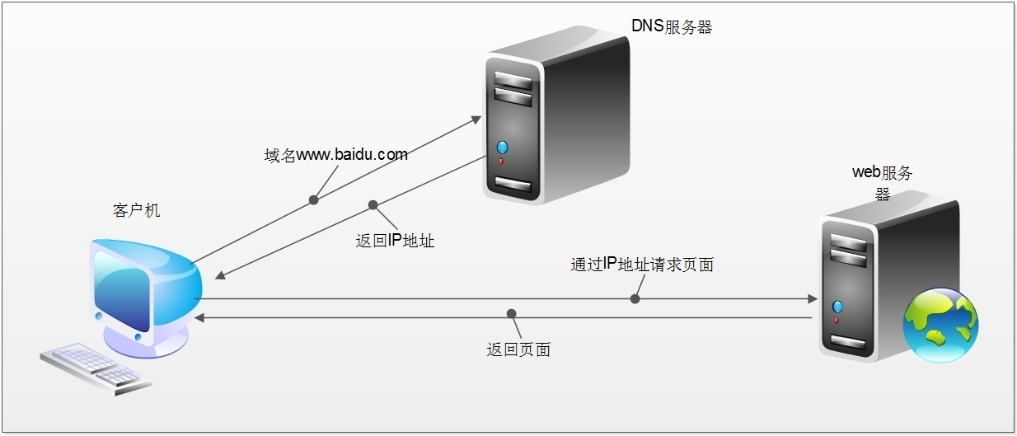 DNS服务器
域名www.baidu.com
web服务
器
客户机
返回IP地址
通过IP地址请求页面
返回页面